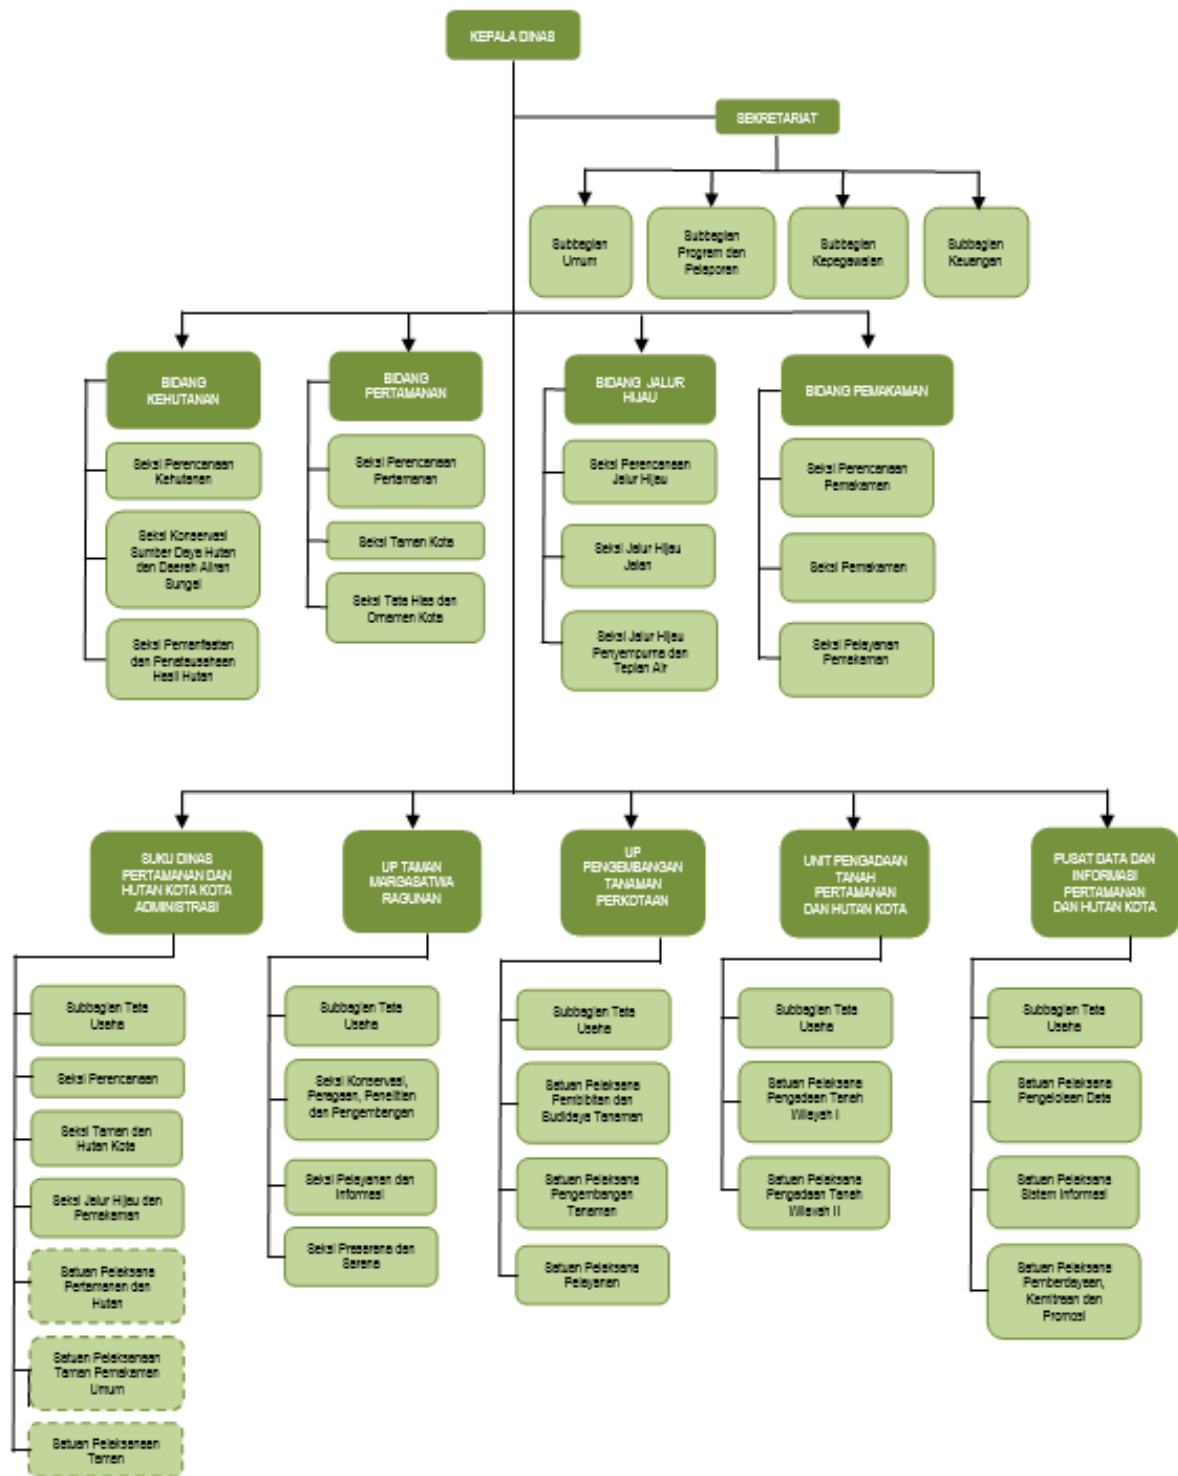 KEPALA DINAS
SEKRETARIAT
Subbagian
Umum
Subbagian
Program dan
Pelaporan
Subbagian
Kepegawaian
Subbagian
Keuangan
BIDANG
KEHUTANAN
BIDANG
PERTAMANAN
BIDANG JALUR
HIJAU
BIDANG PEMAKAMAN
Seksi Perencanaan
Kehutanan
Seksi Konservasi
Sumber Daya Hutan
dan Daerah Aliran
Sungai
Seksi Pemanfaatan
dan Penatausahaan
Hasil Hutan
Seksi Perencanaan
Pertamanan
Seksi Taman Kota
Seksi Tata Hias dan
Ornamen Kota
Seksi Perencanaan
Jalur Hijau
Seksi Jalur Hijau
Jalan
Seksi Jalur Hijau
Penyempurna dan
Tepian Air
Seksi Perencanaan
Pemakaman
Seksi Pemakaman
Seksi Pelayanan
Pemakaman
SUKU DINAS
PERTAMANAN DAN
HUTAN KOTA KOTA
ADMINISTRASI
UP TAMAN
MARGASATWA
RAGUNAN
UP
PENGEMBANGAN
TANAMAN
PERKOTAAN
UNIT PENGADAAN
TANAH
PERTAMANAN
DAN HUTAN KOTA
PUSAT DATA DAN
INFORMASI
PERTAMANAN
DAN HUTAN KOTA
Subbagian Tata
Usaha
Seksi Perencanaan
Seksi Taman dan
Hutan Kota
Seksi Jalur Hijau dan
Pemakaman
Satuan Pelaksana
Pertamanan dan
Hutan
Satuan Pelaksanaan
Taman Pemakaman
Umum
Satuan Pelaksanaan
Taman
Subbagian Tata
Usaha
Seksi Konservasi,
Peragaan, Penelitian
dan Pengembangan
Seksi Pelayanan dan
Informasi
Seksi Prasarana dan
Sarana
Subbagian Tata
Usaha
Satuan Pelaksana
Pembibitan dan
Budidaya Tanaman
Satuan Pelaksana
Pengembangan
Tanaman
Satuan Pelaksana
Pelayanan
Subbagian Tata
Usaha
Satuan Pelaksana
Pengadaan Tanah
Wilayah I
Satuan Pelaksana
Pengadaan Tanah
Wilayah II
Subbagian Tata
Usaha
Satuan Pelaksana
Pengelolaan Data
Satuan Pelaksana
Sistem Informasi
Satuan Pelaksana
Pemberdayaan,
Kemitraan dan
Promosi